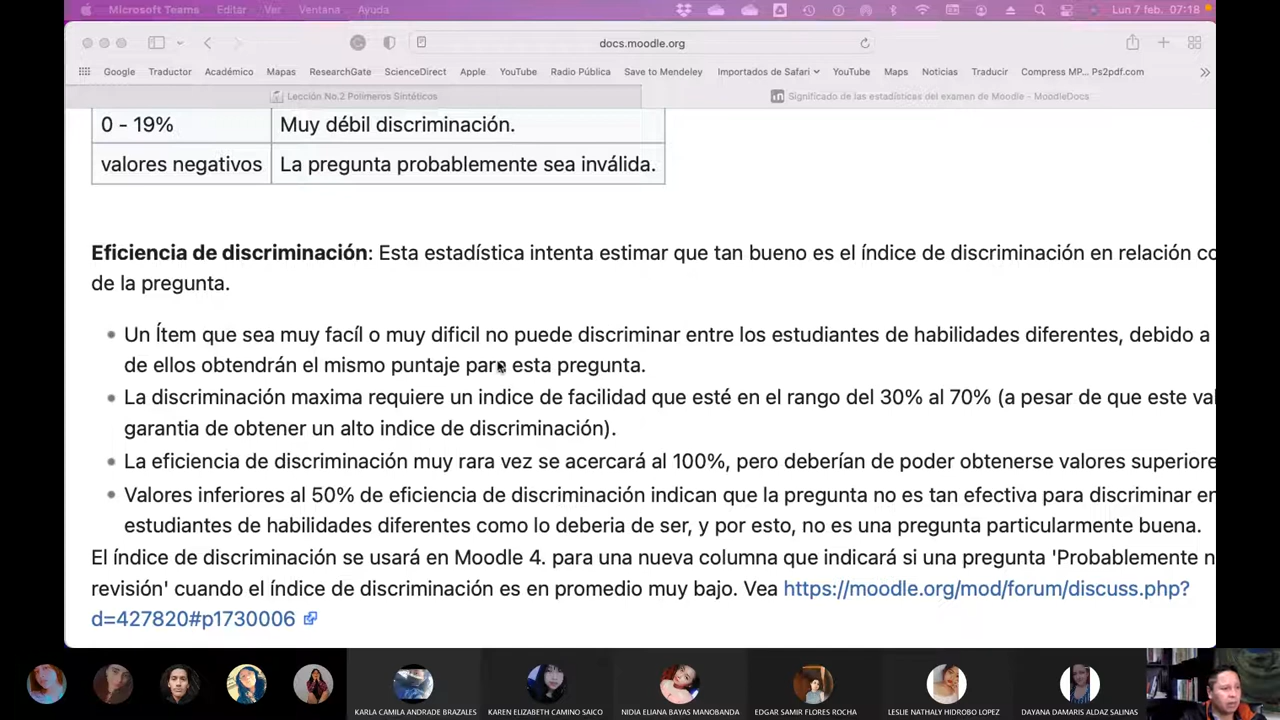 Microsoft Teams Editar Ver Ventana Ayuda Lun 7 feb. 07:18
docs.moodle.org
Google Traductor Académico Mapas ResearchGate ScienceDirect Apple YouTube Radio Pública Save to Mendeley Importados de Safari YouTube Maps Noticias Traducir Compress MP... Ps2pdf.com
Lección No.2 Polimeros Sintéticos Significado de las estadísticas del examen de Moodle - MoodleDocs
0 - 19% Muy débil discriminación.
valores negativos La pregunta probablemente sea inválida.
Eficiencia de discriminación: Esta estadística intenta estimar que tan bueno es el índice de discriminación en relación co
de la pregunta.
Un Ítem que sea muy facíl o muy dificil no puede discriminar entre los estudiantes de habilidades diferentes, debido a
de ellos obtendrán el mismo puntaje para esta pregunta.
La discriminación maxima requiere un indice de facilidad que esté en el rango del 30% al 70% (a pesar de que este val
garantia de obtener un alto indice de discriminación).
La eficiencia de discriminación muy rara vez se acercará al 100%, pero deberían de poder obtenerse valores superiore
Valores inferiores al 50% de eficiencia de discriminación indican que la pregunta no es tan efectiva para discriminar en
estudiantes de habilidades diferentes como lo deberia de ser, y por esto, no es una pregunta particularmente buena.
El índice de discriminación se usará en Moodle 4. para una nueva columna que indicará si una pregunta 'Probablemente n
revisión' cuando el índice de discriminación es en promedio muy bajo. Vea https://moodle.org/mod/forum/discuss.php?
d=427820#p1730006
KARLA CAMILA ANDRADE BRAZALES KAREN ELIZABETH CAMINO SAICO NIDIA ELIANA BAYAS MANOBANDA EDGAR SAMIR FLORES ROCHA LESLIE NATHALY HIDROBO LOPEZ DAYANA DAMARIS ALDAZ SALINAS